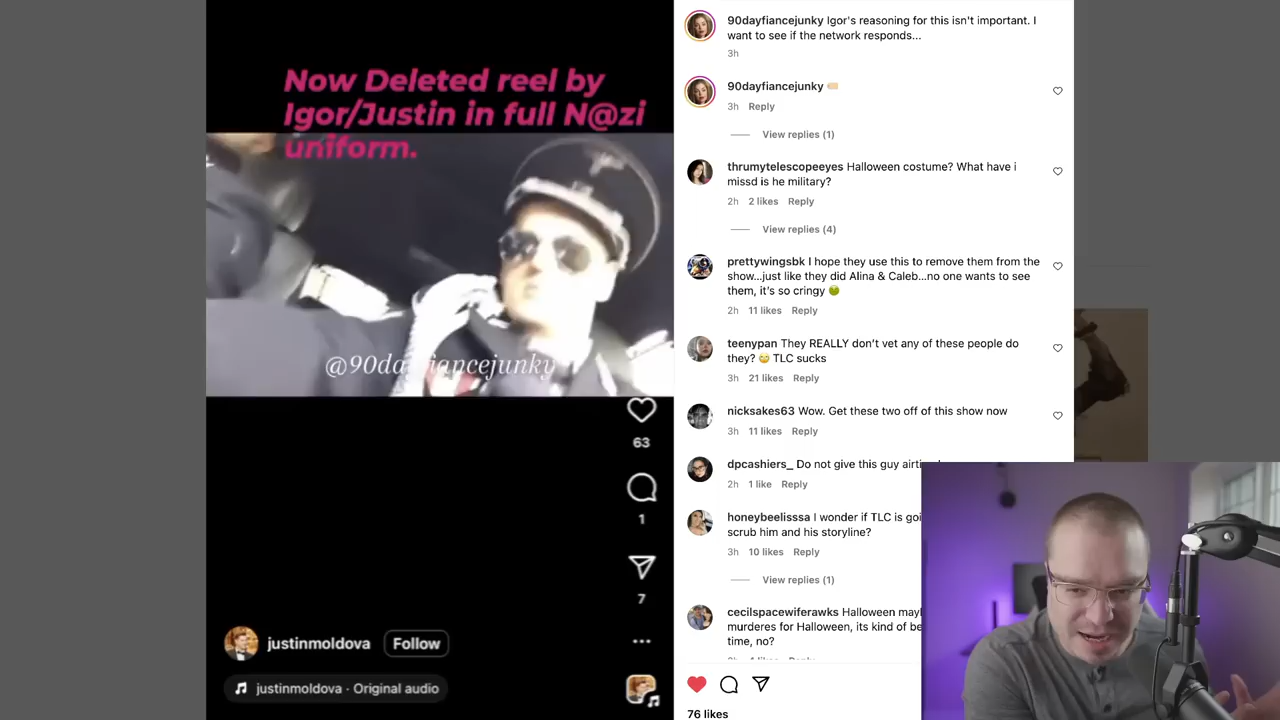 Now Deleted reel by
Igor/Justin in full N@zi
uniform.
@90dayfiancejunky
63
1
7
justinmoldova Follow
justinmoldova · Original audio
90dayfiancejunky Igor's reasoning for this isn't important. I
want to see if the network responds...
3h
90dayfiancejunky
3h Reply
View replies (1)
thrumytelescopeeyes Halloween costume? What have i
missd is he military?
2h 2 likes Reply
View replies (4)
prettywingsbk I hope they use this to remove them from the
show...just like they did Alina & Caleb...no one wants to see
them, it's so cringy 🤢
2h 11 likes Reply
teenypan They REALLY don't vet any of these people do
they? 🙄 TLC sucks
3h 21 likes Reply
nicksakes63 Wow. Get these two off of this show now
3h 11 likes Reply
dpcashiers_ Do not give this guy
2h 1 like Reply
honeybeelisssa I wonder if TLC is
scrub him and his storyline?
3h 10 likes Reply
View replies (1)
cecilspacewiferawks Halloween
murderes for Halloween, its kind of
time, no?
76 likes